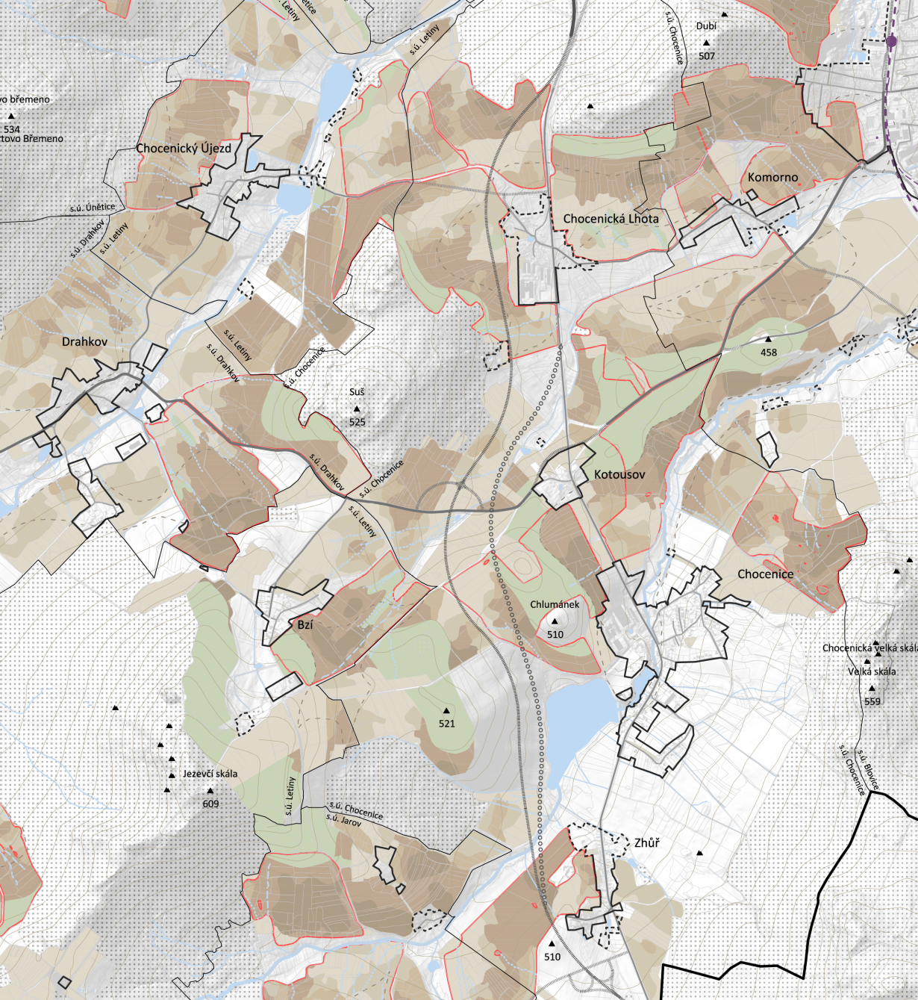 s.ú. Letiny
ětice
s.ú. Letiny
s.ú. Chocenice
Dubí
507
vo břemeno
534
rtovo Břemeno
Chocenický Újezd
Komorno
s.ú. Únětice
s.ú. Drahkov
s.ú. Letiny
Chocenická Lhota
Drahkov
s.ú. Letiny
s.ú. Drahkov
s.ú. Chocenice
458
Suš
525
s.ú. Drahkov
s.ú. Chocenice
Kotousov
s.ú. Letiny
Chocenice
Chlumánek
510
Bzí
Chocenická velká skála
Velká skála
559
521
s.ú. Chocenice
s.ú. Blovice
Jezevčí skála
609
s.ú. Letiny
s.ú. Chocenice
s.ú. Jarov
Zhůř
510